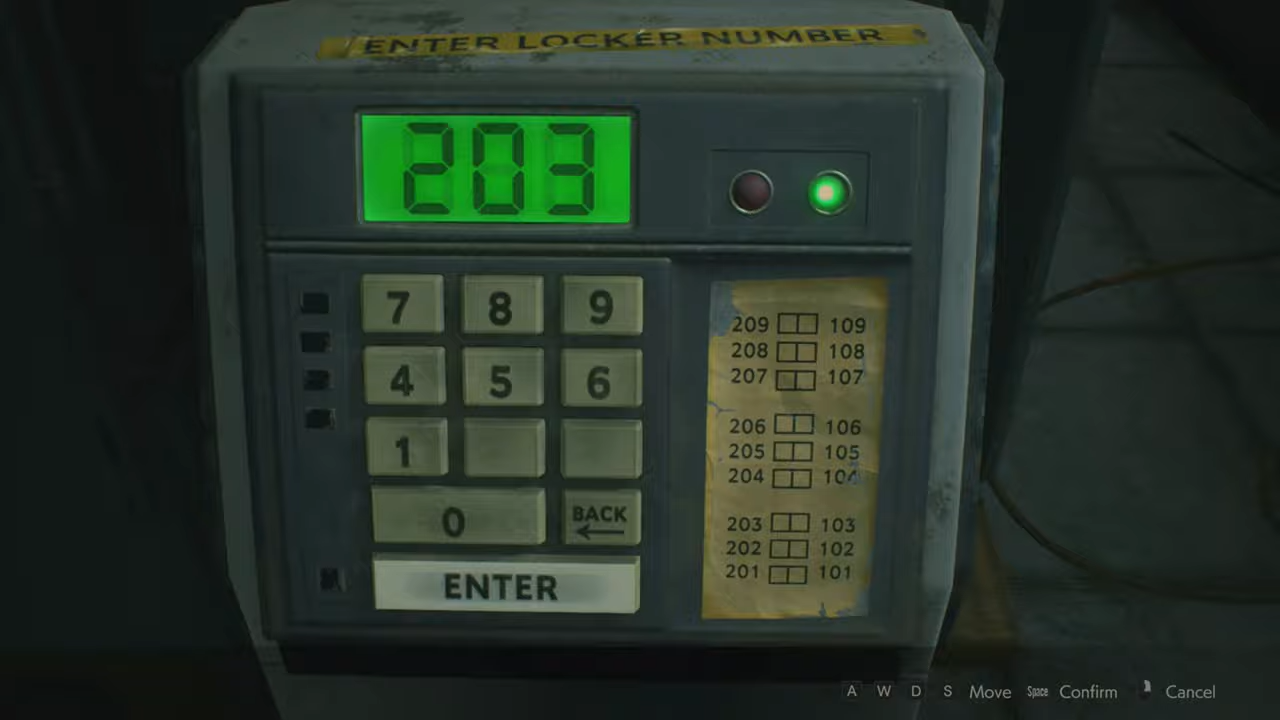 ENTER LOCKER NUMBER
203
7 8 9
4 5 6
1
0 BACK
ENTER
209 109
208 108
207 107
206 106
205 105
204 104
203 103
202 102
201 101
A W D S Move Space Confirm Cancel